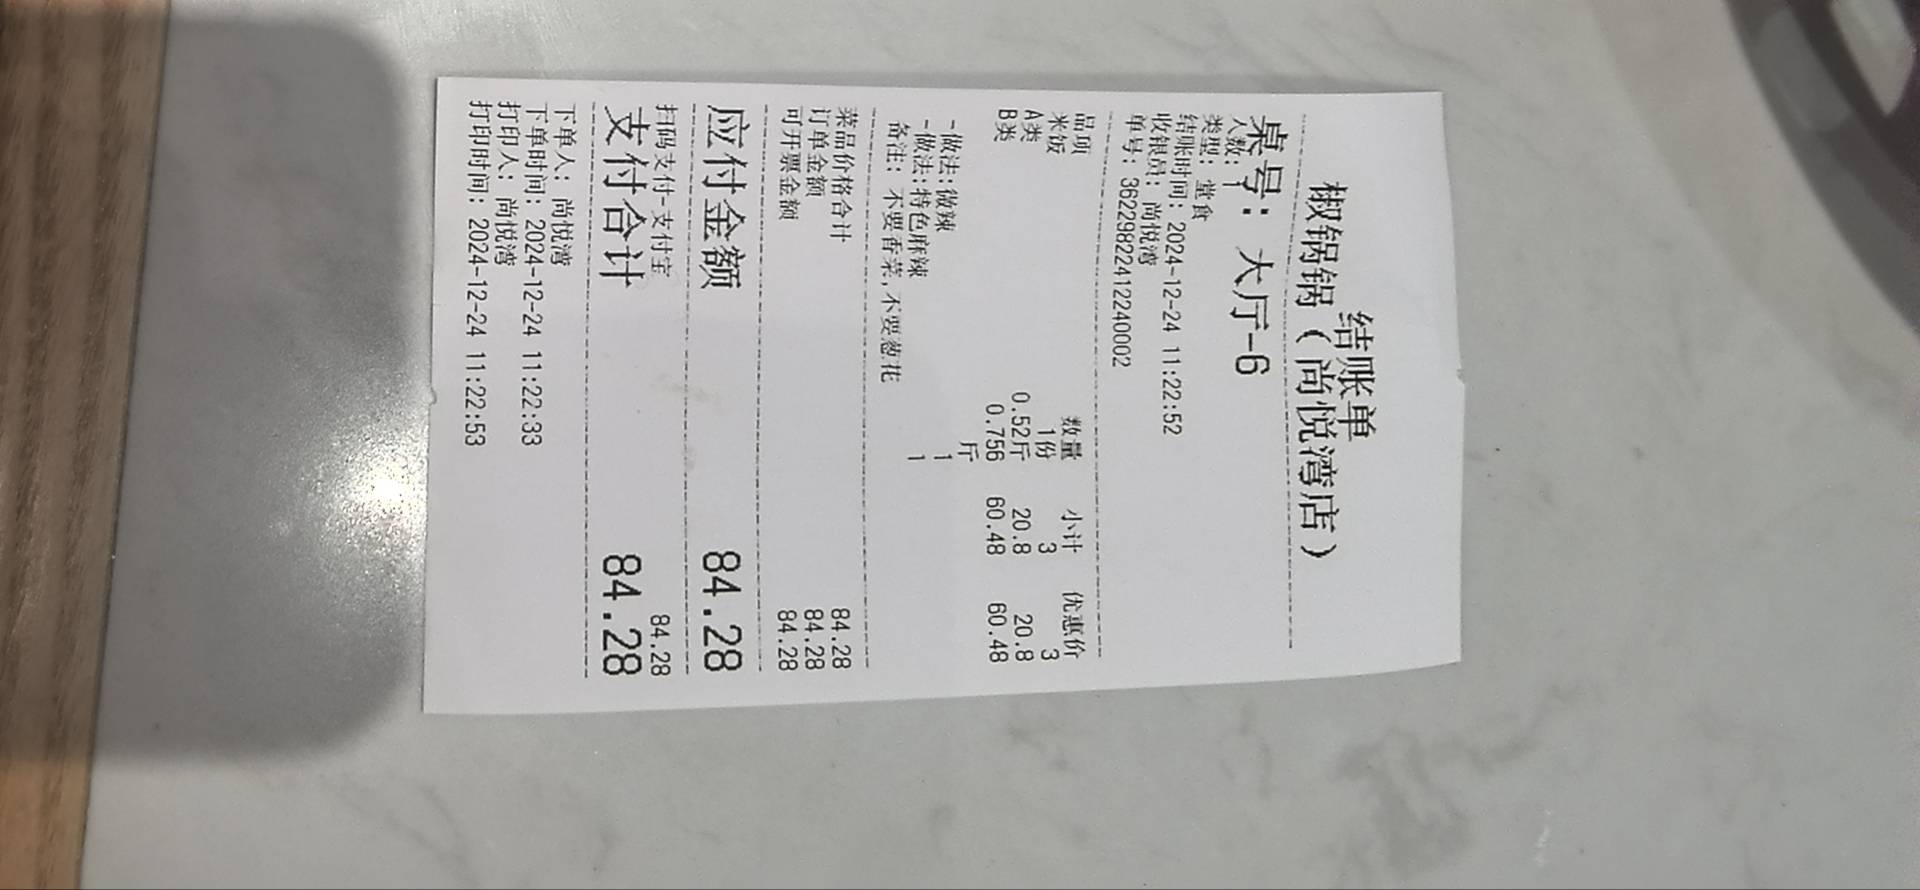 结账单
椒锅锅（尚悦湾店）
桌号：大厅-6
人数：1
类型：堂食
结账时间：2024-12-24 11:22:52
收银员：尚悦湾
单号：36229822412240002
品项 数量 小计 优惠价
米饭 1份 3 3
A类 0.52斤 20.8 20.8
B类 0.756 60.48 60.48
斤
-做法：微辣 1
-做法：特色麻辣 1
备注：不要香菜，不要葱花
菜品价格合计 84.28
订单金额 84.28
可开票金额 84.28
应付金额 84.28
扫码支付-支付宝 84.28
支付合计 84.28
下单人：尚悦湾
下单时间：2024-12-24 11:22:33
打印人：尚悦湾
打印时间：2024-12-24 11:22:53